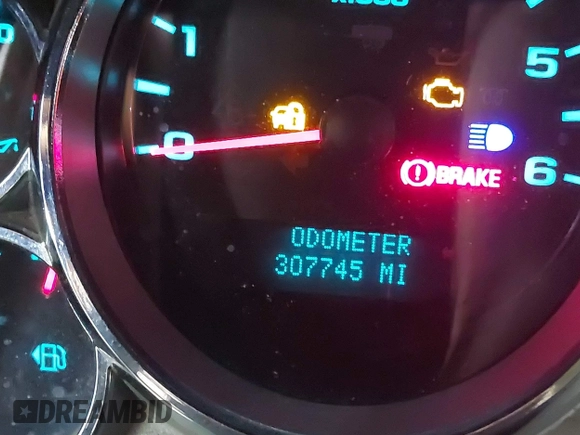 1
0
5
6
BRAKE
ODOMETER
307745 MI
DREAMBID